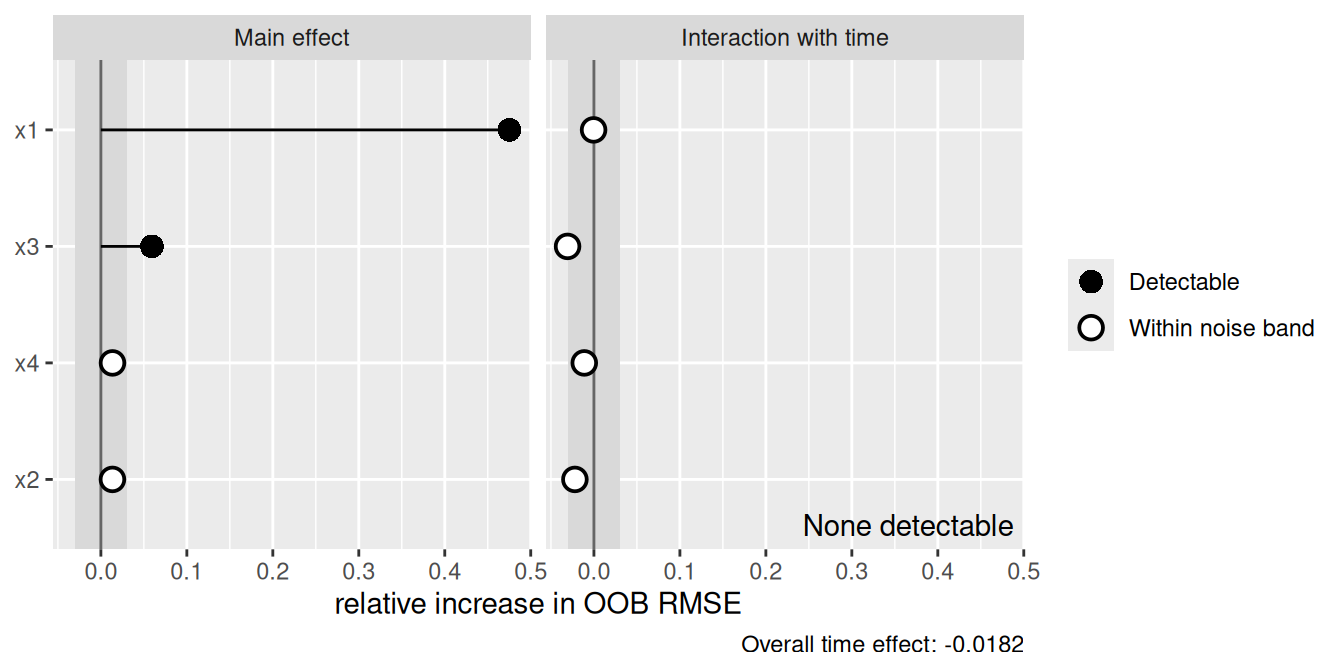 Main effect
Interaction with time
x1
x3
x4
x2
Detectable
Within noise band
None detectable
0.0 0.1 0.2 0.3 0.4 0.5
0.0 0.1 0.2 0.3 0.4 0.5
relative increase in OOB RMSE
Overall time effect: -0.0182